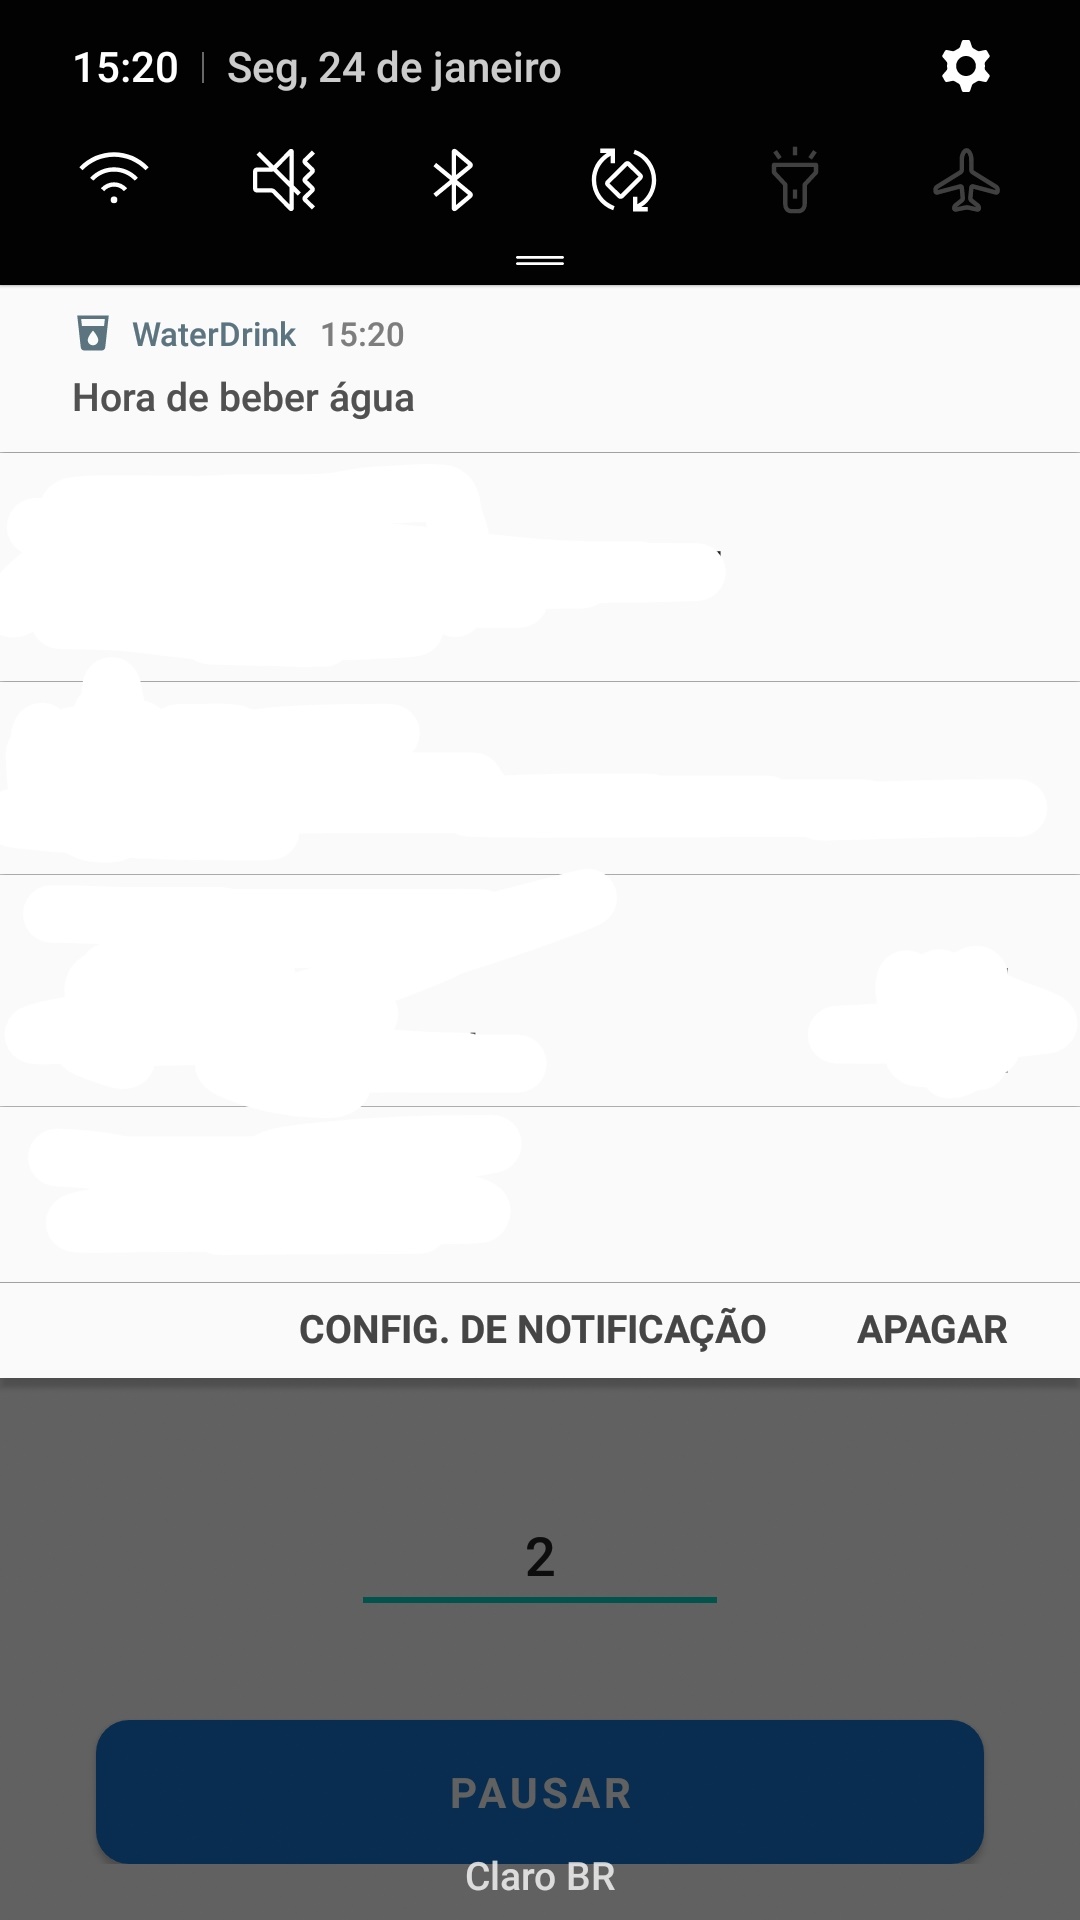 15:20 | Seg, 24 de janeiro
WaterDrink 15:20
Hora de beber água
CONFIG. DE NOTIFICAÇÃO APAGAR
2
PAUSAR
Claro BR